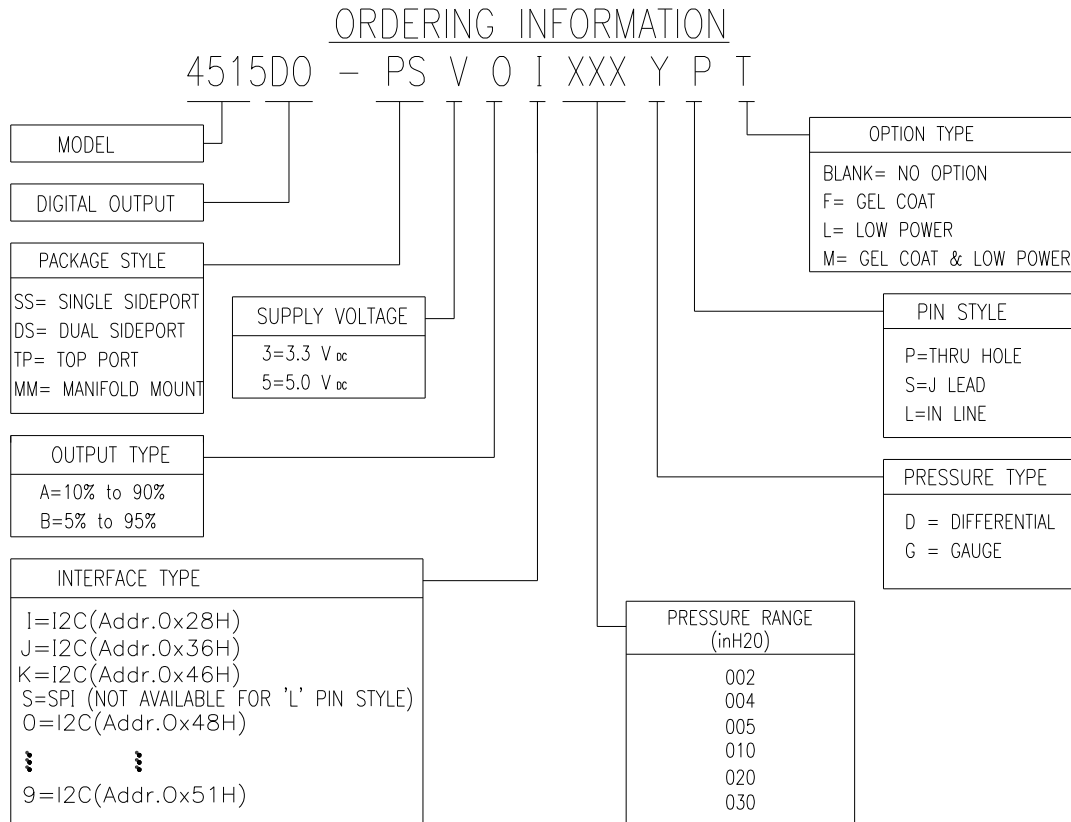 ORDERING INFORMATION
4515DO - PS V O I XXX Y P T
MODEL
DIGITAL OUTPUT
PACKAGE STYLE
SS= SINGLE SIDEPORT
DS= DUAL SIDEPORT
TP= TOP PORT
MM= MANIFOLD MOUNT
SUPPLY VOLTAGE
3=3.3 V DC
5=5.0 V DC
OUTPUT TYPE
A=10% to 90%
B=5% to 95%
INTERFACE TYPE
I=I2C(Addr.0x28H)
J=I2C(Addr.0x36H)
K=I2C(Addr.0x46H)
S=SPI (NOT AVAILABLE FOR 'L' PIN STYLE)
0=I2C(Addr.0x48H)
9=I2C(Addr.0x51H)
OPTION TYPE
BLANK= NO OPTION
F= GEL COAT
L= LOW POWER
M= GEL COAT & LOW POWER
PIN STYLE
P=THRU HOLE
S=J LEAD
L=IN LINE
PRESSURE TYPE
D = DIFFERENTIAL
G = GAUGE
PRESSURE RANGE
(inH20)
002
004
005
010
020
030